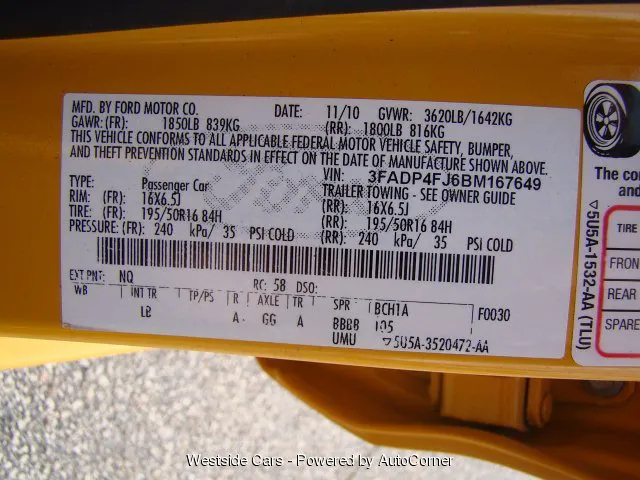 MFD. BY FORD MOTOR CO. DATE: 11/10 GVWR: 3620LB/1642KG
GAWR: (FR): 1850LB 839KG (RR): 1800LB 816KG
THIS VEHICLE CONFORMS TO ALL APPLICABLE FEDERAL MOTOR VEHICLE SAFETY, BUMPER,
AND THEFT PREVENTION STANDARDS IN EFFECT ON THE DATE OF MANUFACTURE SHOWN ABOVE.
VIN: 3FADP4FJ6BM167649
TYPE: Passenger Car TRAILER TOWING - SEE OWNER GUIDE
RIM: (FR): 16X6.5J (RR): 16X6.5J
TIRE: (FR): 195/50R16 84H (RR): 195/50R16 84H
PRESSURE: (FR): 240 kPa/ 35 PSI COLD (RR): 240 kPa/ 35 PSI COLD
EXT PNT: NQ RC: 58 DSO:
WB INT TR TP/PS R AXLE TR SPR BCH1A F0030
LB A GG A BBBB 105
UMU ▽5U5A-3520472-AA
▽5U5A-1532-AA (TLU)
The co
and
TIRE
FRON
REAR
SPARE
Westside Cars - Powered by AutoCorner